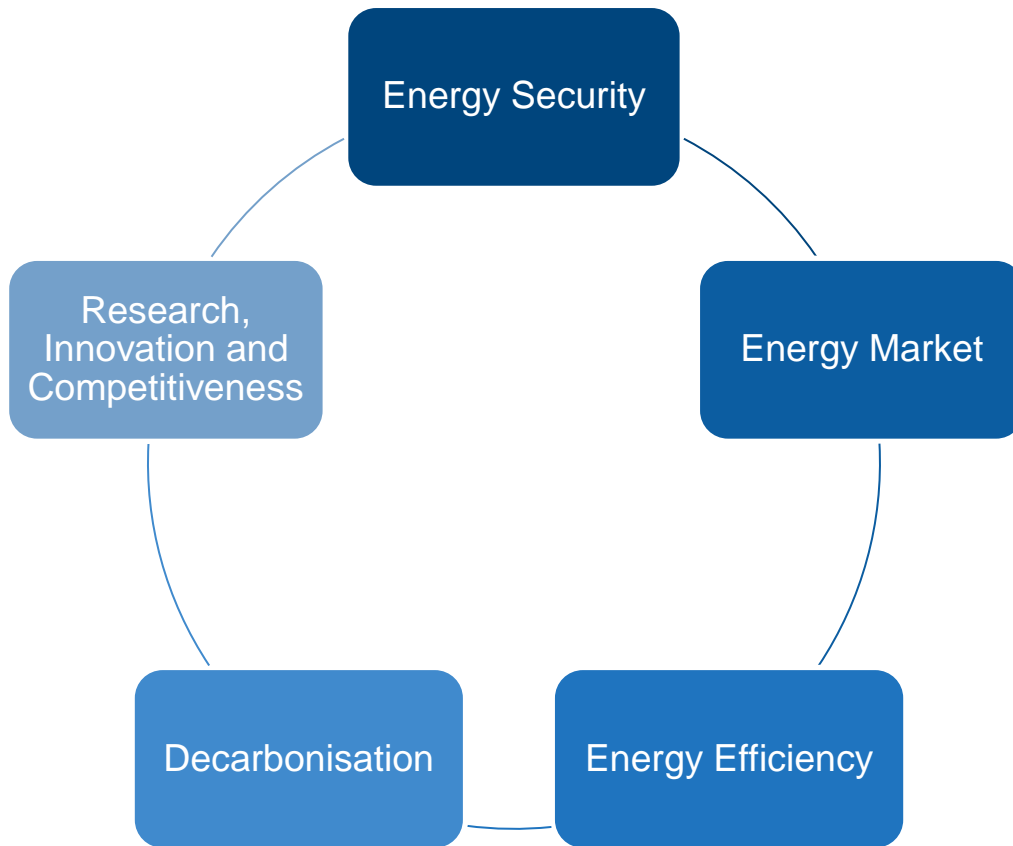 Energy Security
Energy Market
Energy Efficiency
Decarbonisation
Research,
Innovation and
Competitiveness